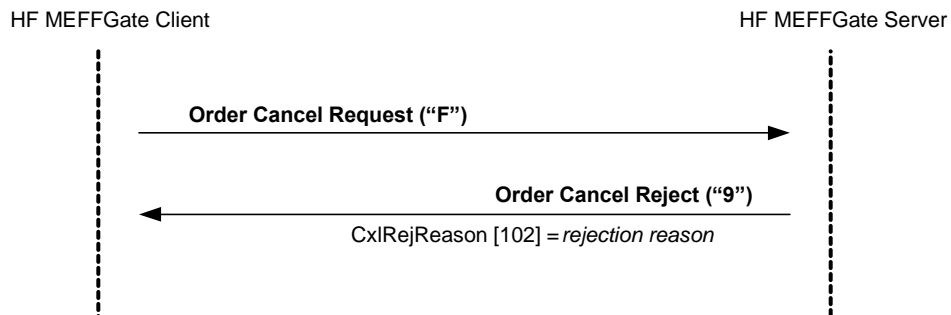 HF MEFFGate Client
HF MEFFGate Server
Order Cancel Request (“F”)
Order Cancel Reject (“9”)
CxlRejReason [102] = rejection reason